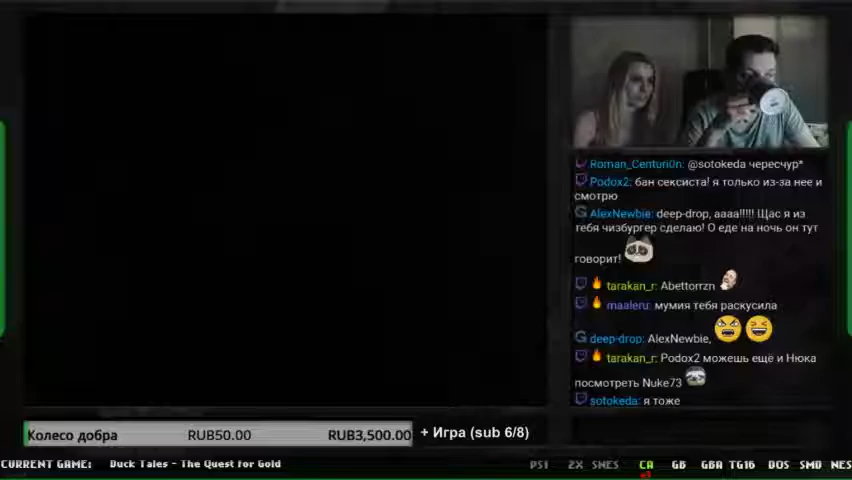 Roman_Centuri0n: @sotokeda чересчур*
Podox2: бан сексиста! я только из-за нее и
смотрю
AlexNewbie: deep-drop, аааа!!!!! Щас я из
тебя чизбургер сделаю! О еде на ночь он тут
говорит!
tarakan_r: Abettorrzn
maaleru: мумия тебя раскусила
deep-drop: AlexNewbie,
tarakan_r: Podox2 можешь ещё и Нюка
посмотреть Nuke73
sotokeda: я тоже
Колесо добра RUB50.00 RUB3,500.00 + Игра (sub 6/8)
CURRENT GAME: Duck Tales - The Quest for Gold PS1 ZX SNES CA GB GBA TG16 DOS SMD NES